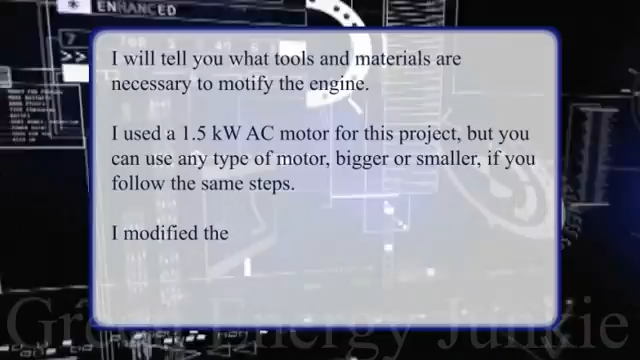 ENHANCED
7
>>
I will tell you what tools and materials are
necessary to motify the engine.
I used a 1.5 kW AC motor for this project, but you
can use any type of motor, bigger or smaller, if you
follow the same steps.
I modified the
Green Energy Junkie